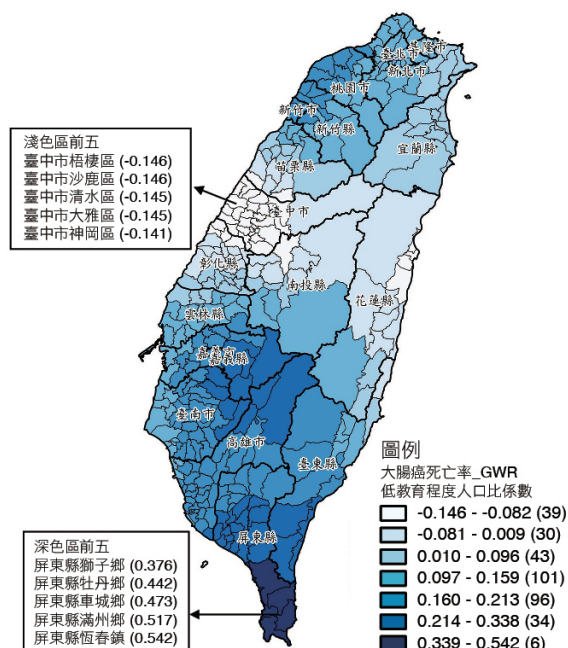 臺北市
基隆市
新北市
桃園市
新竹市
新竹縣
宜蘭縣
苗栗縣
淺色區前五
臺中市梧棲區 (-0.146)
臺中市沙鹿區 (-0.146)
臺中市清水區 (-0.145)
臺中市大雅區 (-0.145)
臺中市神岡區 (-0.141)
臺中市
彰化縣
南投縣
花蓮縣
雲林縣
嘉義市
嘉義縣
臺南市
高雄市
臺東縣
屏東縣
深色區前五
屏東縣獅子鄉 (0.376)
屏東縣牡丹鄉 (0.442)
屏東縣車城鄉 (0.473)
屏東縣滿州鄉 (0.517)
屏東縣恆春鎮 (0.542)
圖例
大腸癌死亡率_GWR
低教育程度人口比係數
-0.146 - -0.082 (39)
-0.081 - 0.009 (30)
0.010 - 0.096 (43)
0.097 - 0.159 (101)
0.160 - 0.213 (96)
0.214 - 0.338 (34)
0.339 - 0.542 (6)